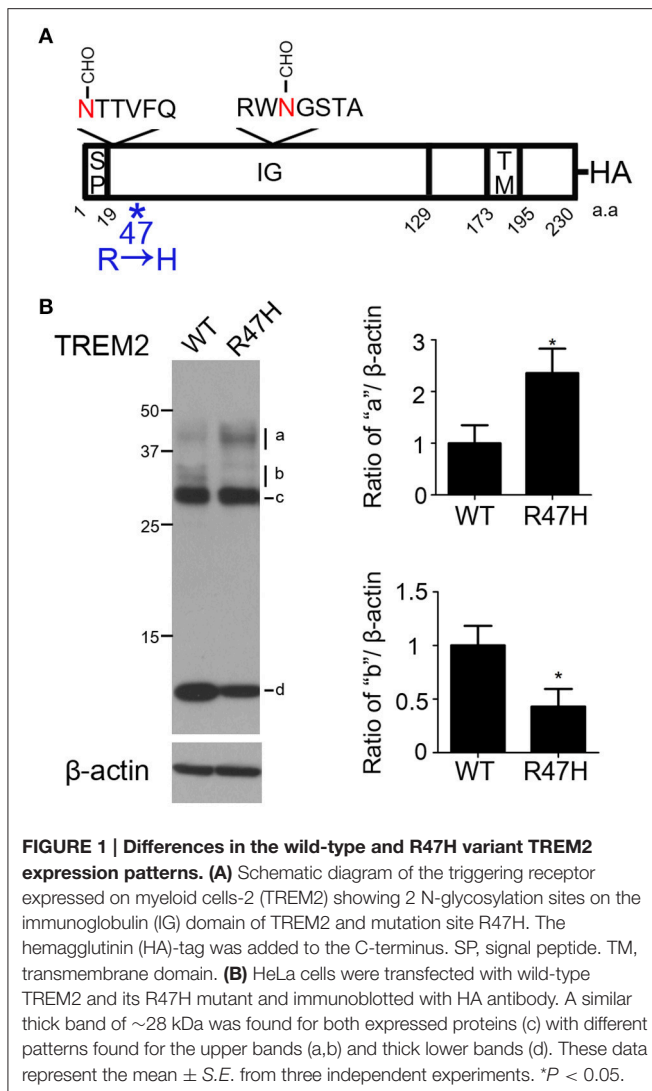 A
CHO
CHO
NTTVFQ
RWNGSTA
SP
IG
TM
HA
1
19
129
173
195
230
a.a
*
47
R→H
B
TREM2
WT
R47H
50
37
25
15
a
b
c
d
β-actin
Ratio of "a"/ β-actin
3
2
1
0
*
WT
R47H
Ratio of "b"/ β-actin
1.5
1
0.5
0
*
WT
R47H
FIGURE 1 | Differences in the wild-type and R47H variant TREM2
expression patterns. (A) Schematic diagram of the triggering receptor
expressed on myeloid cells-2 (TREM2) showing 2 N-glycosylation sites on the
immunoglobulin (IG) domain of TREM2 and mutation site R47H. The
hemagglutinin (HA)-tag was added to the C-terminus. SP, signal peptide. TM,
transmembrane domain. (B) HeLa cells were transfected with wild-type
TREM2 and its R47H mutant and immunoblotted with HA antibody. A similar
thick band of ~28 kDa was found for both expressed proteins (c) with different
patterns found for the upper bands (a,b) and thick lower bands (d). These data
represent the mean ± S.E. from three independent experiments. *P < 0.05.